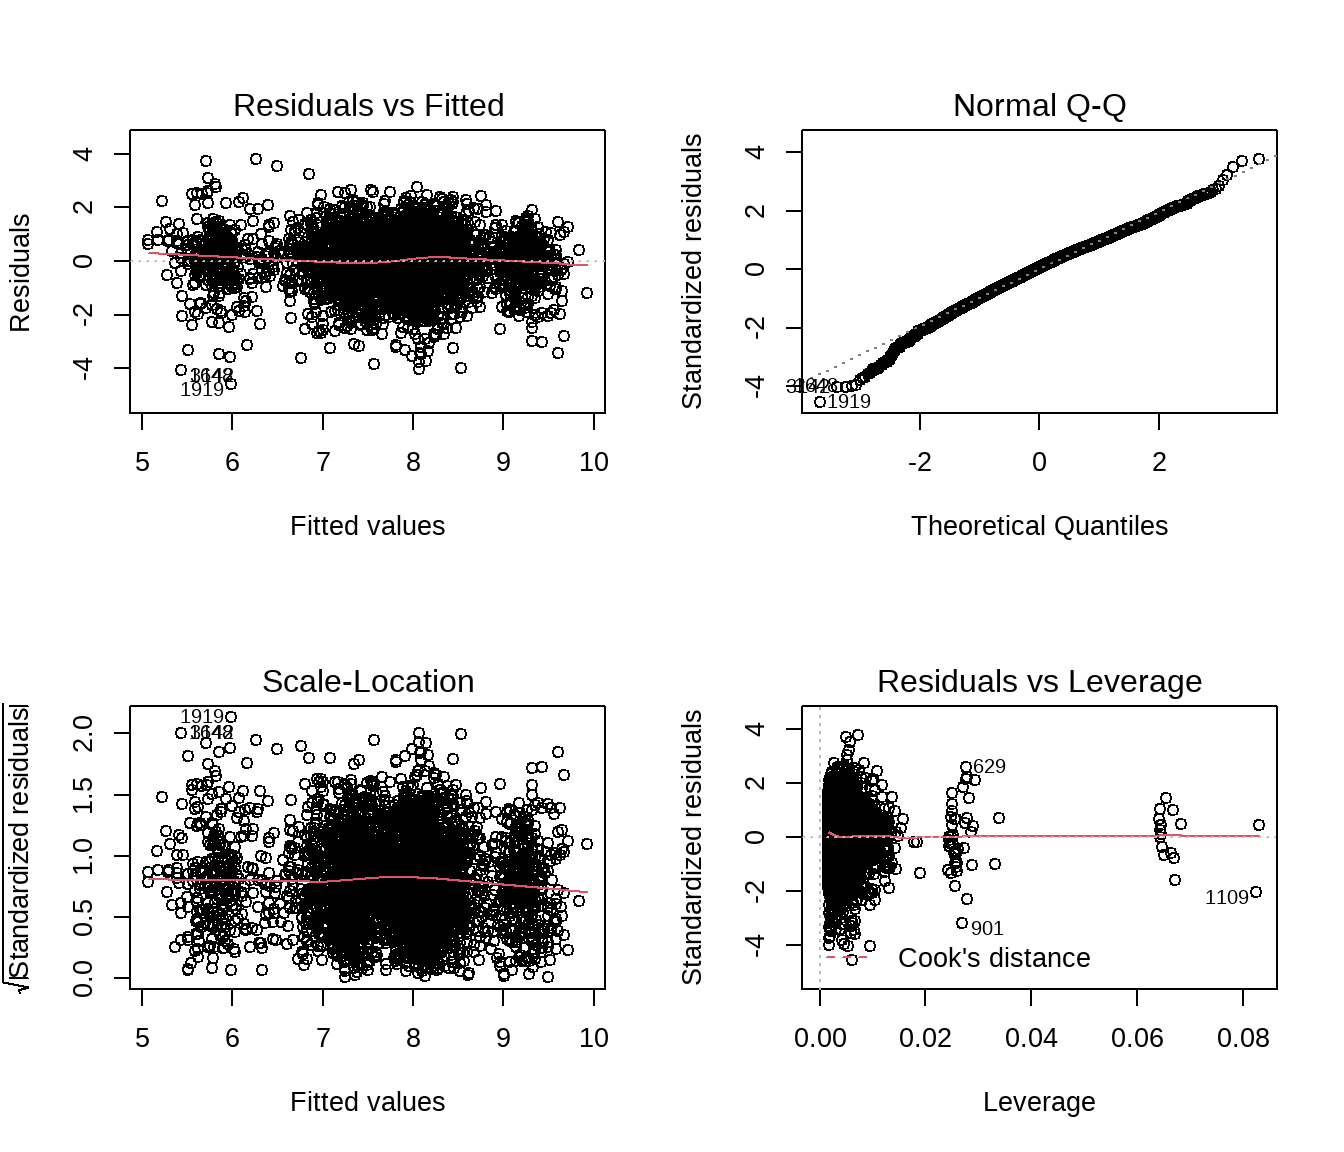 Residuals vs Fitted
Residuals
4
2
0
-2
-4
1919
5 6 7 8 9 10
Fitted values
Normal Q-Q
Standardized residuals
4
2
0
-2
-4
1919
-2 0 2
Theoretical Quantiles
Scale-Location
√|Standardized residuals|
2.0
1.5
1.0
0.5
0.0
1919
5 6 7 8 9 10
Fitted values
Residuals vs Leverage
Standardized residuals
4
2
0
-2
-4
629
1109
901
Cook's distance
0.00 0.02 0.04 0.06 0.08
Leverage